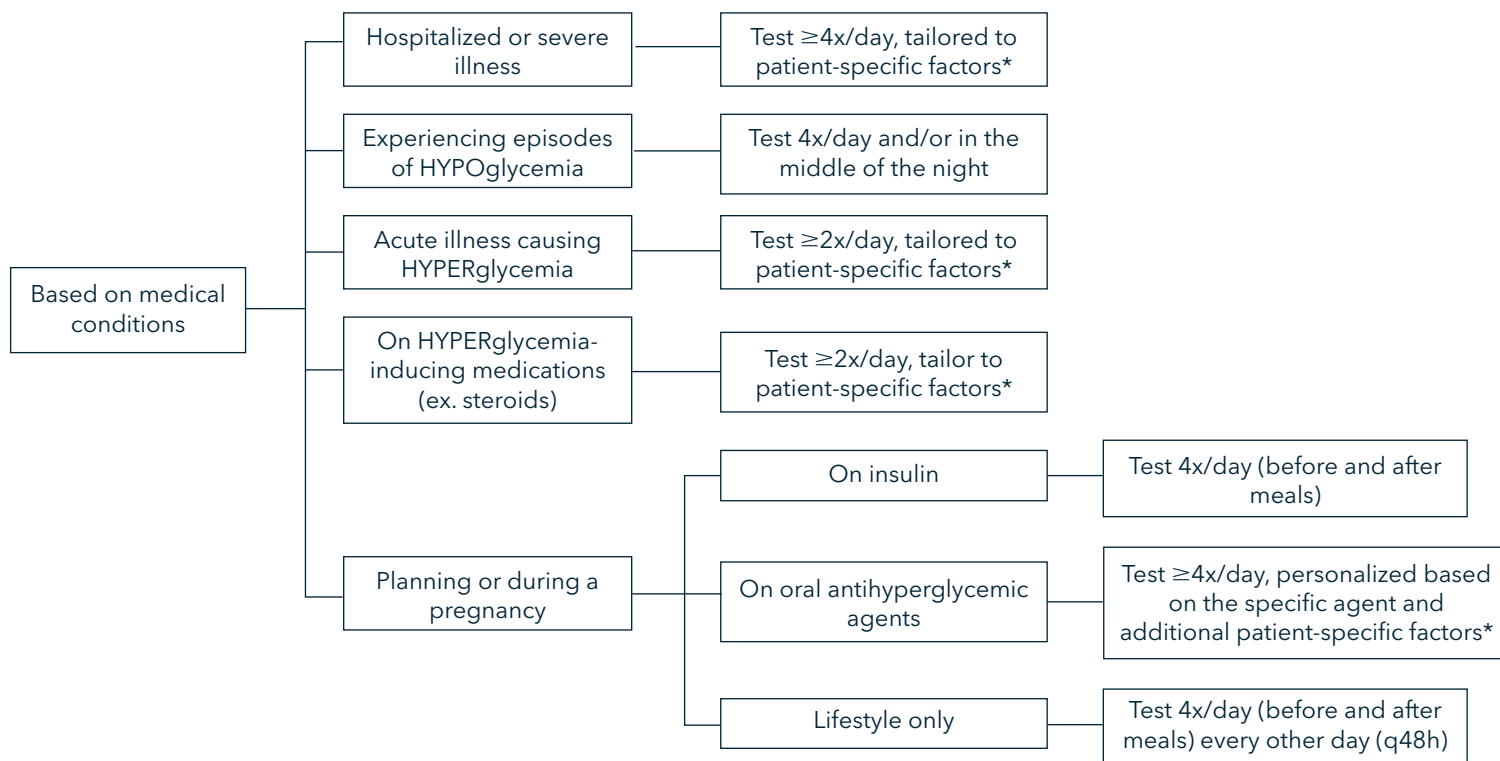 Based on medical
conditions
Hospitalized or severe
illness
Test ≥4x/day, tailored to
patient-specific factors*
Experiencing episodes
of HYPOglycemia
Test 4x/day and/or in the
middle of the night
Acute illness causing
HYPERglycemia
Test ≥2x/day, tailored to
patient-specific factors*
On HYPERglycemia-
inducing medications
(ex. steroids)
Test ≥2x/day, tailor to
patient-specific factors*
Planning or during a
pregnancy
On insulin
Test 4x/day (before and after
meals)
On oral antihyperglycemic
agents
Test ≥4x/day, personalized based
on the specific agent and
additional patient-specific factors*
Lifestyle only
Test 4x/day (before and after
meals) every other day (q48h)